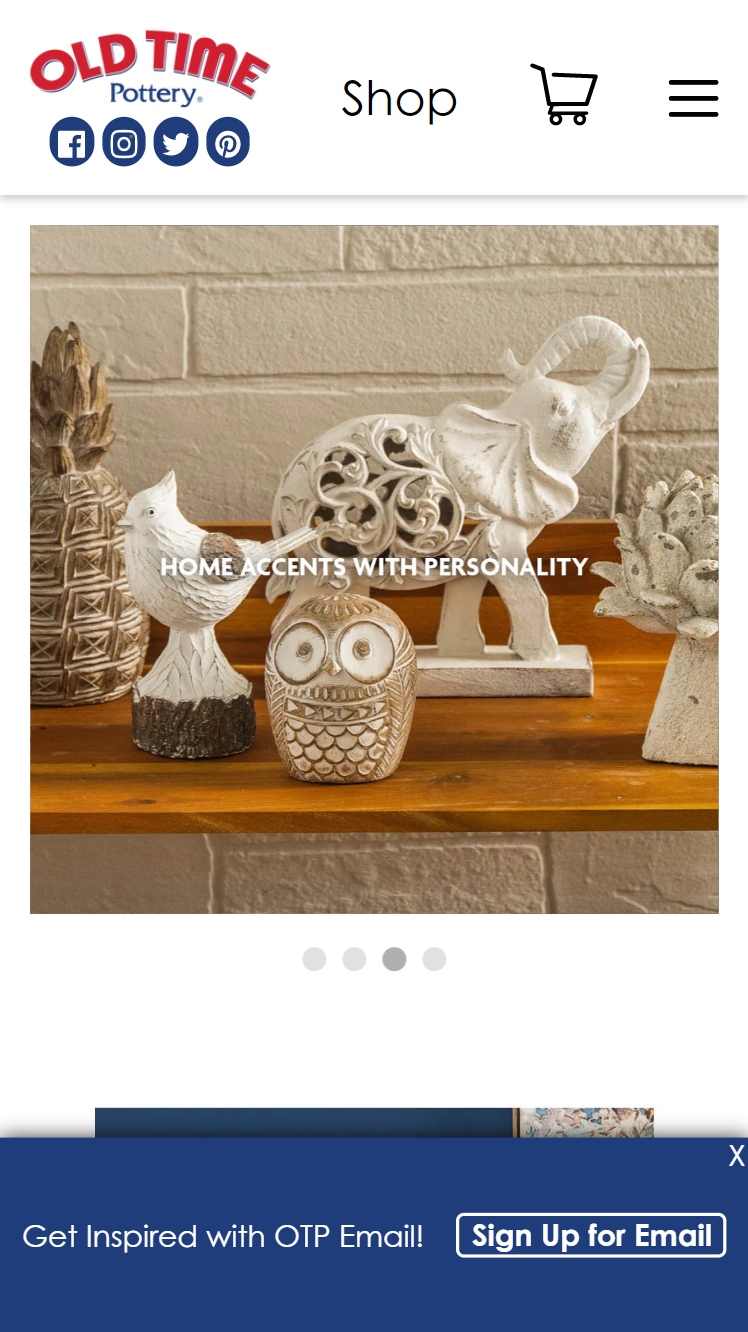 OLD TIME
Pottery®
Shop
HOME ACCENTS WITH PERSONALITY
X
Get Inspired with OTP Email!
Sign Up for Email